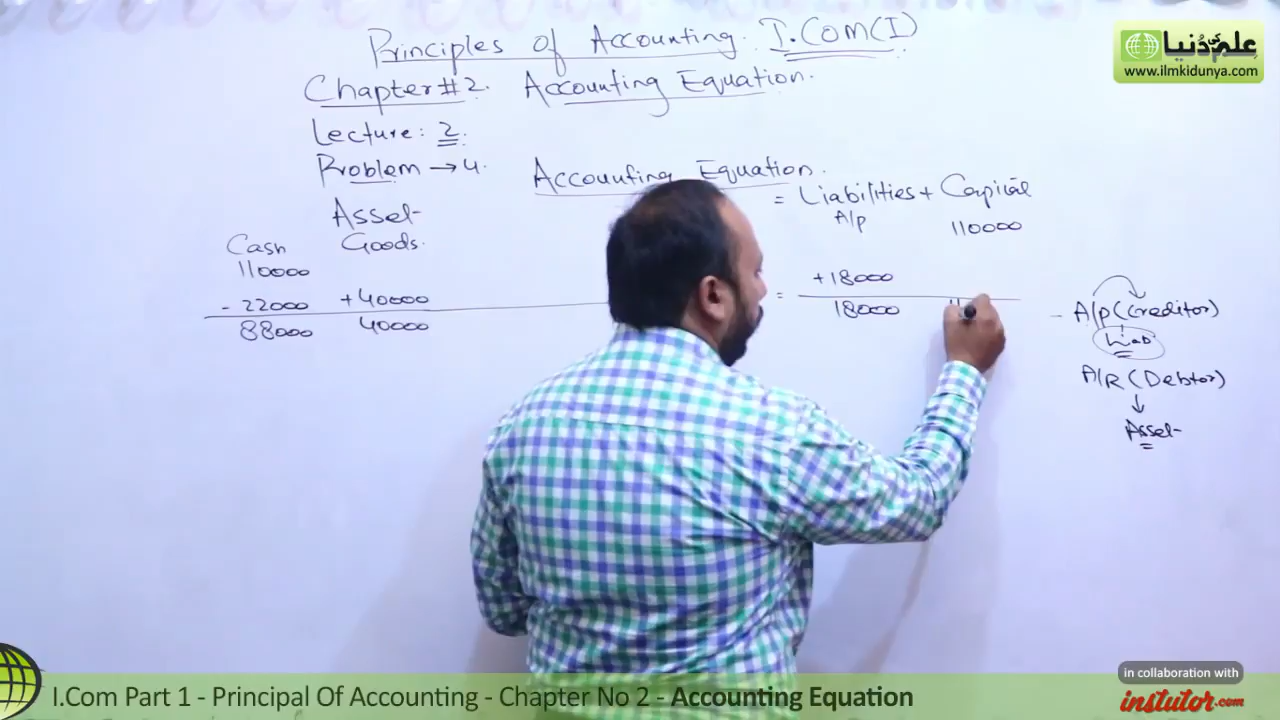 Principles of Accounting. I.Com(I)
علم کی دُنیا
www.ilmkidunya.com
Chapter#2. Accounting Equation.
Lecture: 2.
Problem → 4. Accounting Equation.
Asset = Liabilities + Capital
Cash Goods. A/p 110000
110000
- 22000 +40000 = +18000
88000 40000 18000 11
A/p (Creditor)
Liab
A/R (Debtor)
↓
Asset
in collaboration with
instutor.com
I.Com Part 1 - Principal Of Accounting - Chapter No 2 - Accounting Equation